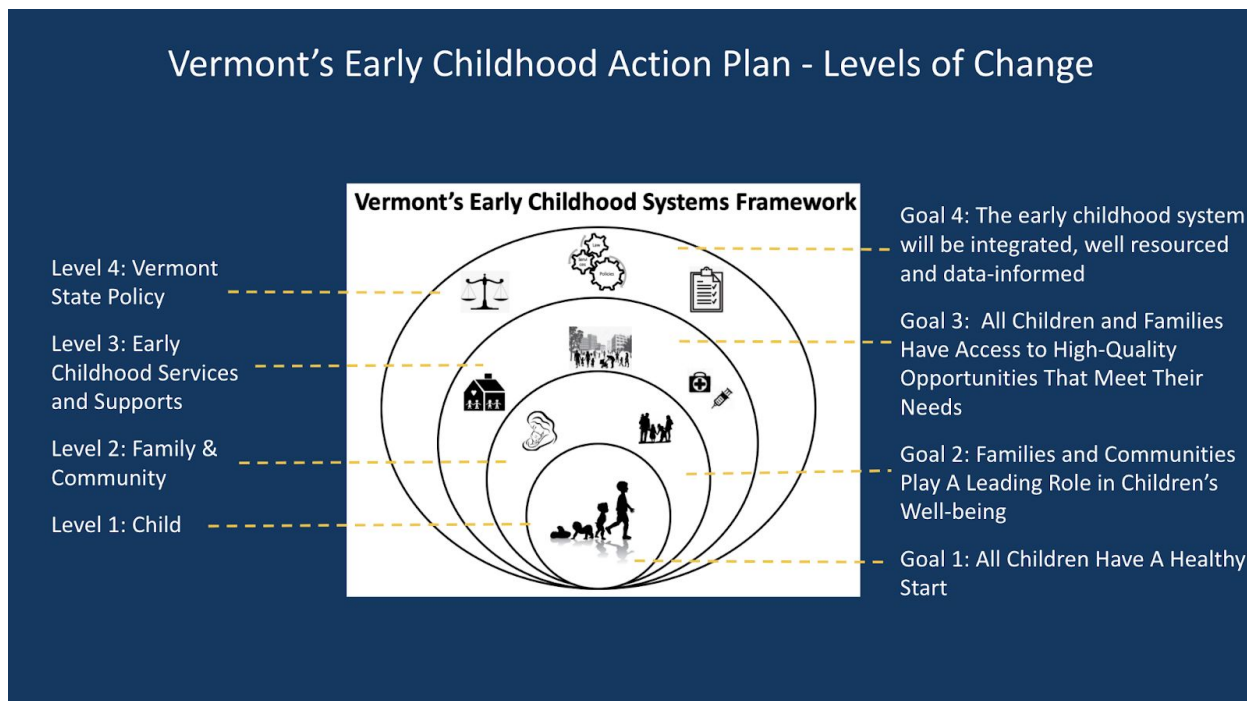 Vermont's Early Childhood Action Plan - Levels of Change
Vermont's Early Childhood Systems Framework
Level 4: Vermont
State Policy
Level 3: Early
Childhood Services
and Supports
Level 2: Family &
Community
Level 1: Child
Law
Policies
Goal 4: The early childhood system
will be integrated, well resourced
and data-informed
Goal 3:  All Children and Families
Have Access to High-Quality
Opportunities That Meet Their
Needs
Goal 2: Families and Communities
Play A Leading Role in Children's
Well-being
Goal 1: All Children Have A Healthy
Start